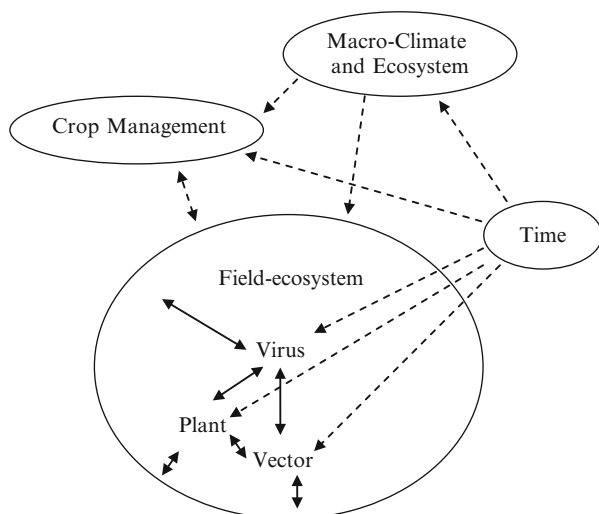 Macro-Climate
and Ecosystem
Crop Management
Time
Field-ecosystem
Virus
Plant
Vector